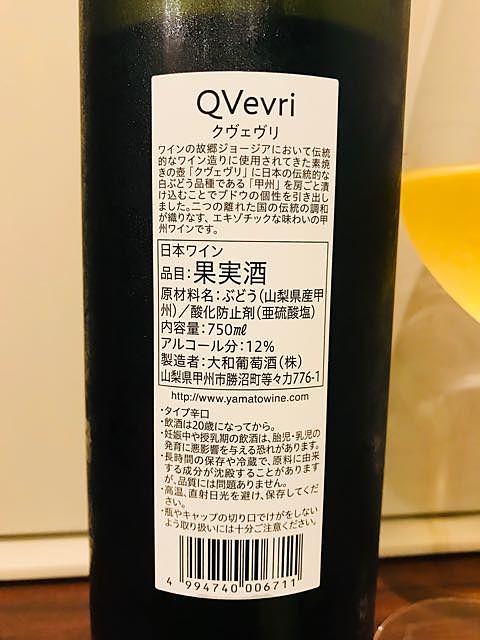 QVevri
クヴェヴリ
ワインの故郷ジョージアにおいて伝統
的なワイン造りに使用されてきた素焼
きの壺「クヴェヴリ」に日本の伝統的な
白ぶどう品種である「甲州」を房ごと漬
け込むことでブドウの個性を引き出し
ました。二つの離れた国の伝統の調和
が織りなす、エキゾチックな味わいの甲
州ワインです。
日本ワイン
品目:果実酒
原材料名:ぶどう(山梨県産甲
州)/酸化防止剤(亜硫酸塩)
内容量:750㎖
アルコール分:12%
製造者:大和葡萄酒(株)
山梨県甲州市勝沼町等々力776-1
http://www.yamatowine.com
・タイプ辛口
・飲酒は20歳になってから。
・妊娠中や授乳期の飲酒は、胎児・乳児の
発育に悪影響を与える恐れがあります。
・長時間の保存や冷蔵で、原料に由来
する成分が沈殿することがあります
が、品質には問題ありません。
・高温、直射日光を避け、保存してくだ
さい。
・瓶やキャップの切り口でけがをしない
よう取り扱いには十分ご注意ください。
4 994740 006711